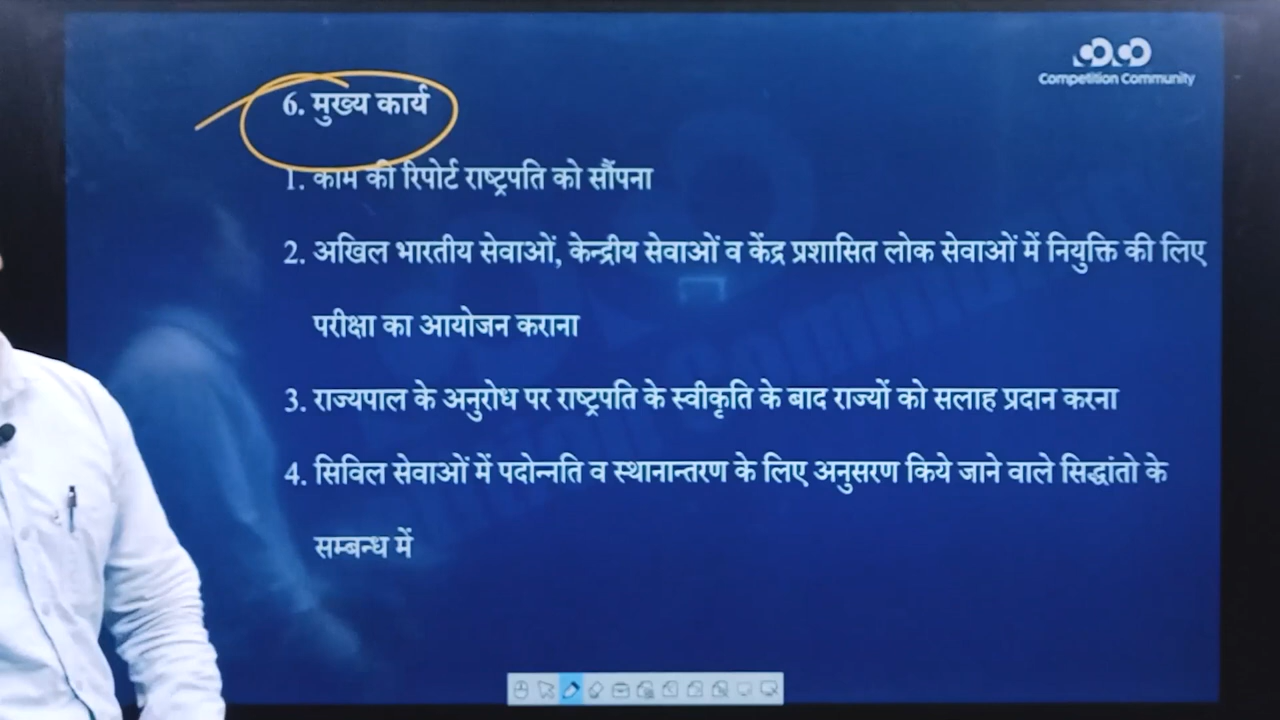 Competition Community
6. मुख्य कार्य
1. काम की रिपोर्ट राष्ट्रपति को सौंपना
2. अखिल भारतीय सेवाओं, केन्द्रीय सेवाओं व केंद्र प्रशासित लोक सेवाओं में नियुक्ति की लिए
परीक्षा का आयोजन कराना
3. राज्यपाल के अनुरोध पर राष्ट्रपति के स्वीकृति के बाद राज्यों को सलाह प्रदान करना
4. सिविल सेवाओं में पदोन्नति व स्थानान्तरण के लिए अनुसरण किये जाने वाले सिद्धांतो के
सम्बन्ध में